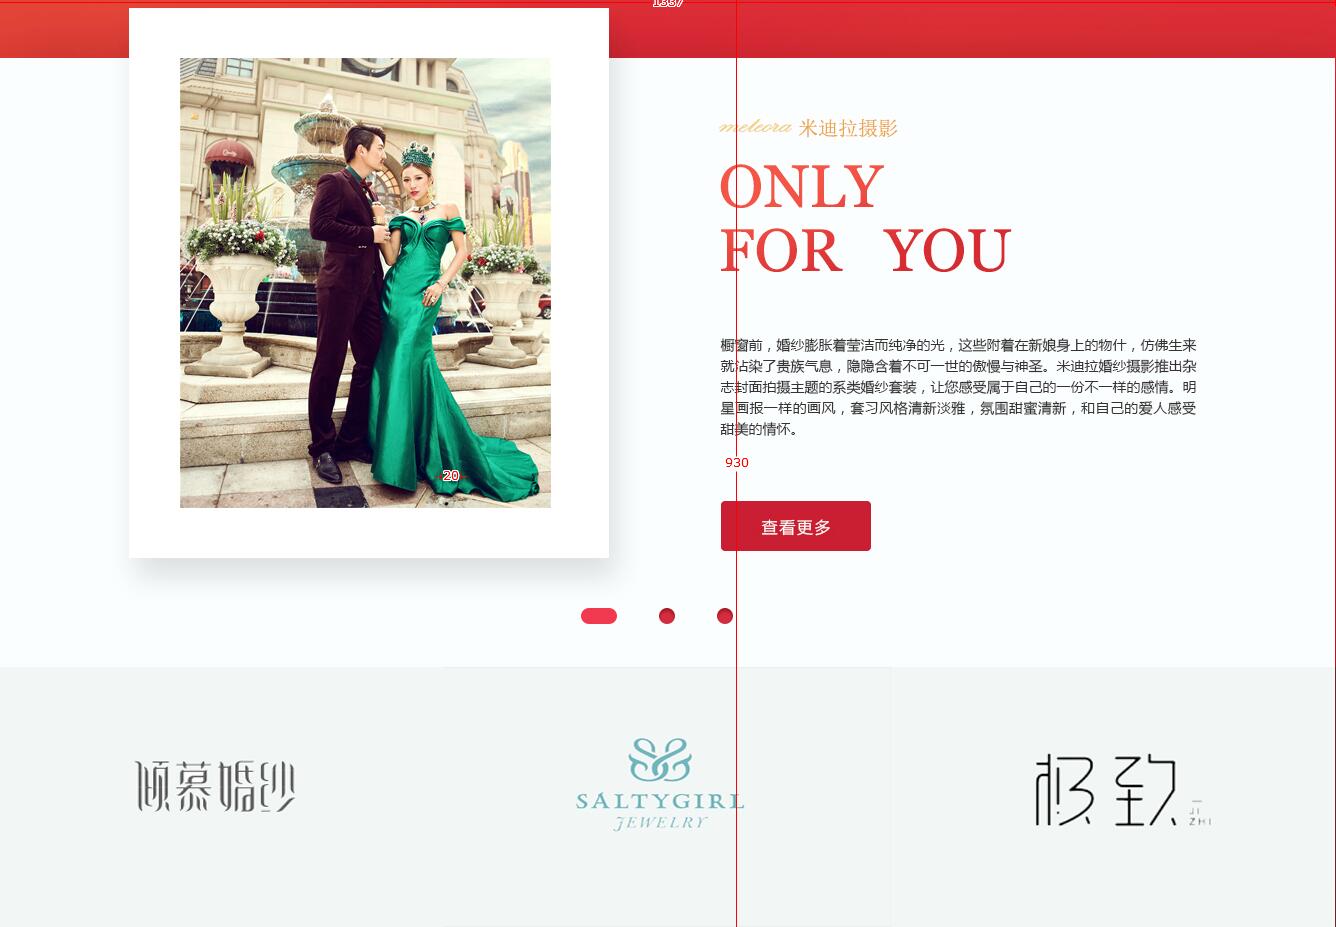 1337
meteora 米迪拉摄影
ONLY
FOR YOU
橱窗前，婚纱膨胀着莹洁而纯净的光，这些附着在新娘身上的物什，仿佛生来
就沾染了贵族气息，隐隐含着不可一世的傲慢与神圣。米迪拉婚纱摄影推出杂
志封面拍摄主题的系类婚纱套装，让您感受属于自己的一份不一样的感情。明
星画报一样的画风，套习风格清新淡雅，氛围甜蜜清新，和自己的爱人感受
甜美的情怀。
930
20
查看更多
倾慕婚纱
SALTYGIRL
JEWELRY
极致
JI
ZHI